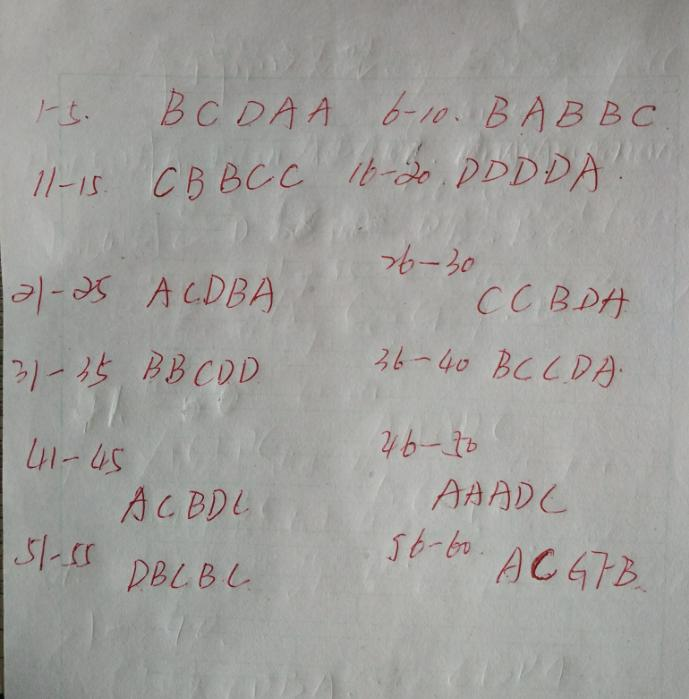 1-5. BCDAA 6-10. BABBC
11-15 CBBCC 16-20 DDDDA.
21-25 ACDBA 26-30 CCBDA
31-35 BBCDD 36-40 BCCDA.
41-45 ACBDC 46-50 AAADC
51-55 DBCBC 56-60. ACGFB